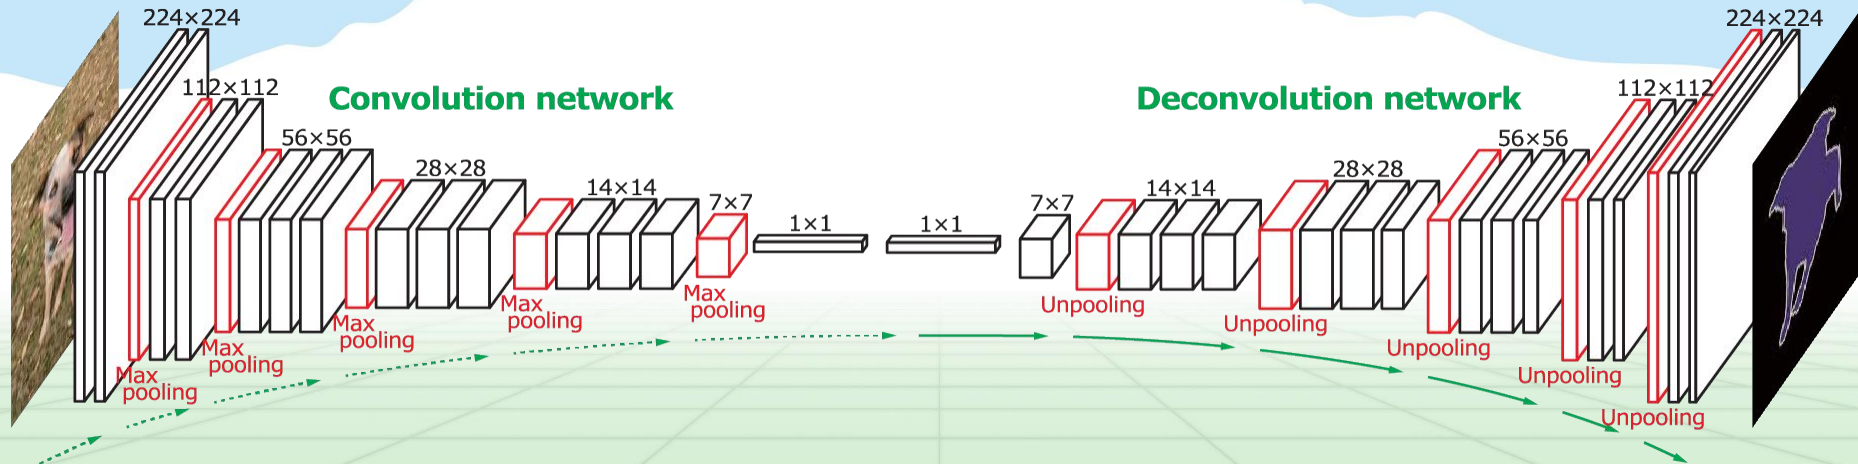 224×224
112×112
Convolution network
56×56
28×28
14×14
7×7
1×1
Max
pooling
Max
pooling
Max
pooling
Max
pooling
Max
pooling
1×1
Deconvolution network
7×7
14×14
28×28
56×56
112×112
224×224
Unpooling
Unpooling
Unpooling
Unpooling
Unpooling